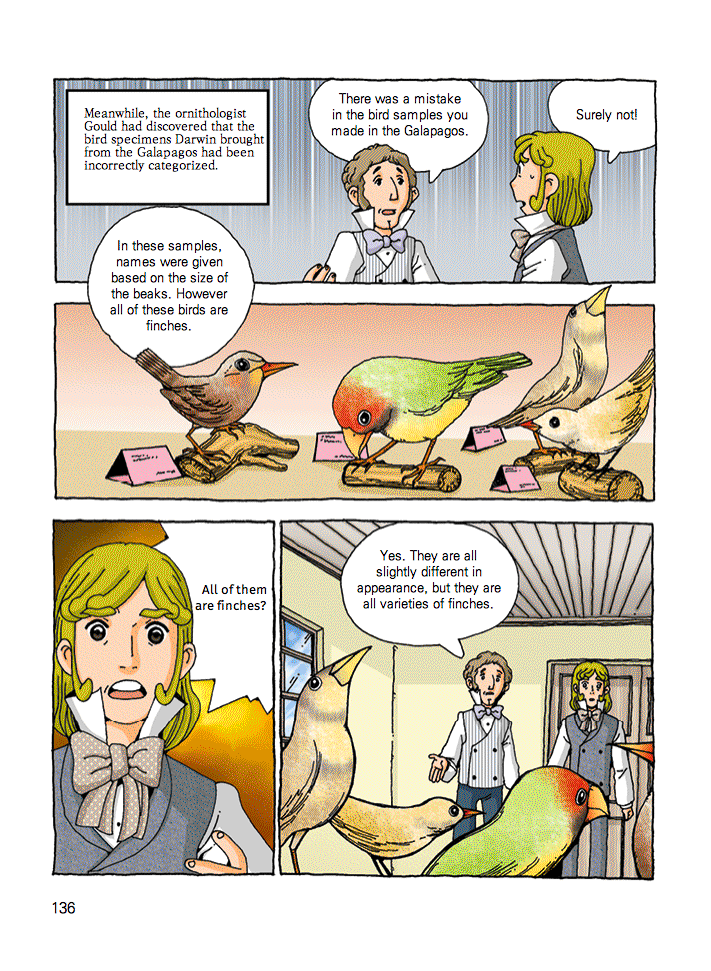 Meanwhile, the ornithologist
Gould had discovered that the
bird specimens Darwin brought
from the Galapagos had been
incorrectly categorized.
There was a mistake
in the bird samples you
made in the Galapagos.
Surely not!
In these samples,
names were given
based on the size of
the beaks. However
all of these birds are
finches.
All of them
are finches?
Yes. They are all
slightly different in
appearance, but they are
all varieties of finches.
136